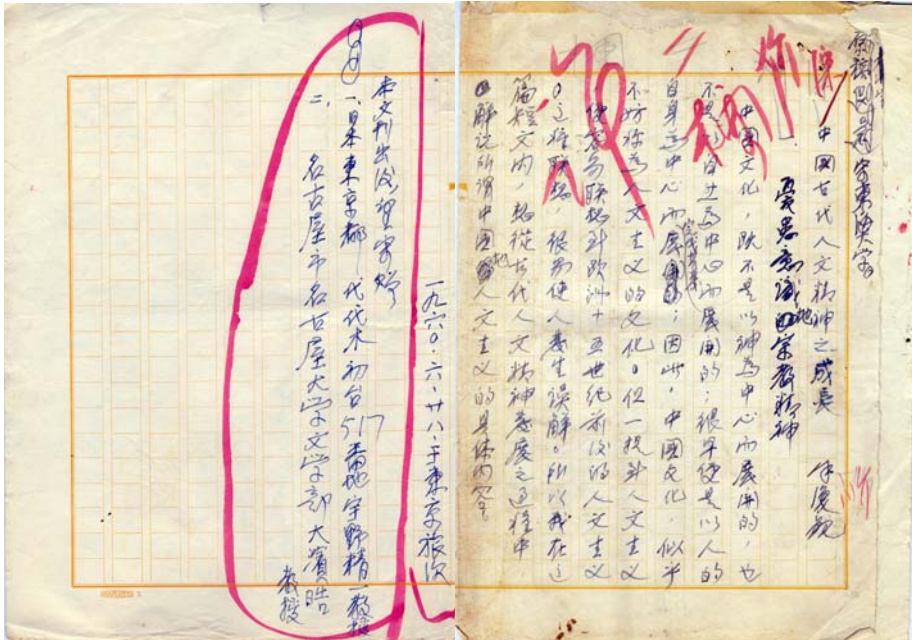 中國古代人文精神之成長
徐復觀
憂患意識的宗教精神
中國文化,既不是以神為中心而展開的,也
不是以自然為中心而展開的;很早便是以人的
自身為中心而展開的;因此,中國文化,似乎
不妨稱為人文主義的文化。但一提到人文主義
便容易聯想到歐洲十五世紀前後的人文主義
。這種聯想,很易使人發生誤解。所以我在這
篇短文內,想從古代人文精神發展之過程中,
解說所謂中國地人文主義的具體內容。
一九六○.六.廿八.于東京旅次
本文刊出後,望寄贈
一、日本東京都 代代木初台517番地宇野精一教授
二、名古屋市名古屋大学文学部 大濱晧
教授